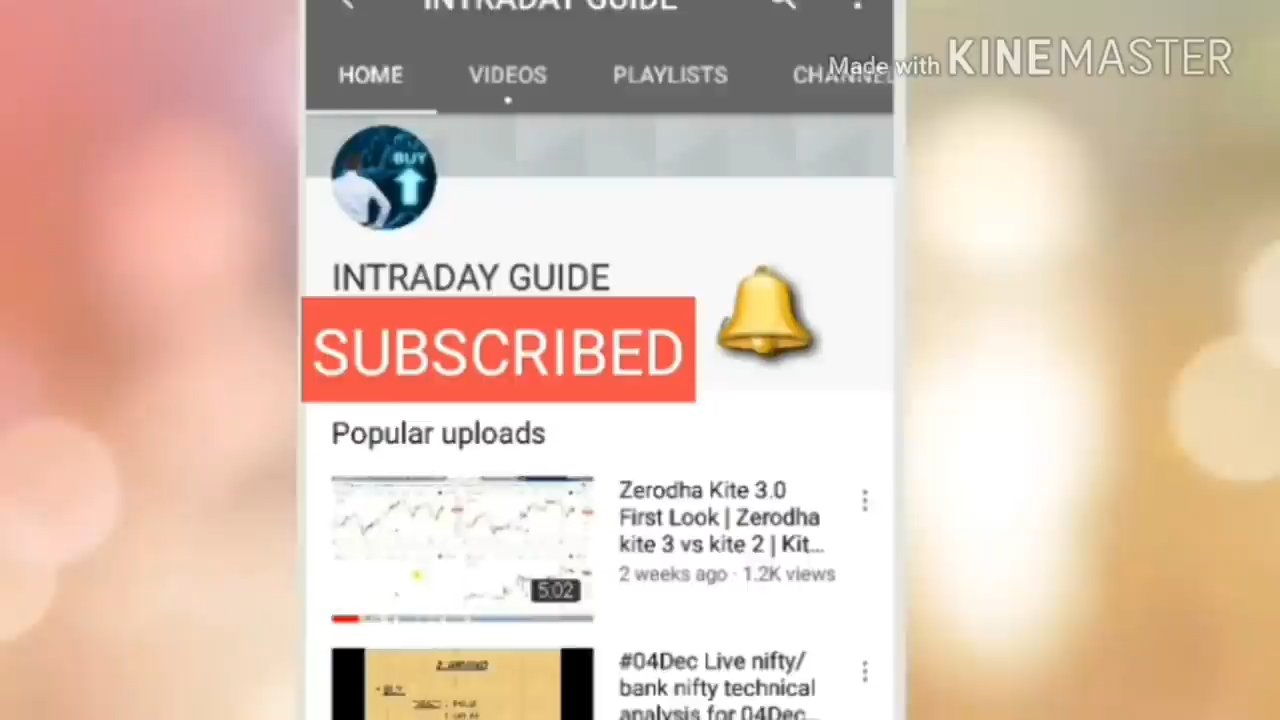 INTRADAY GUIDE
HOME VIDEOS PLAYLISTS CHANNEL
Made with KINEMASTER
BUY
INTRADAY GUIDE
SUBSCRIBED
Popular uploads
Zerodha Kite 3.0
First Look | Zerodha
kite 3 vs kite 2 | Kit...
2 weeks ago · 1.2K views
5:02
#04Dec Live nifty/
bank nifty technical
analysis for 04Dec...
BUY